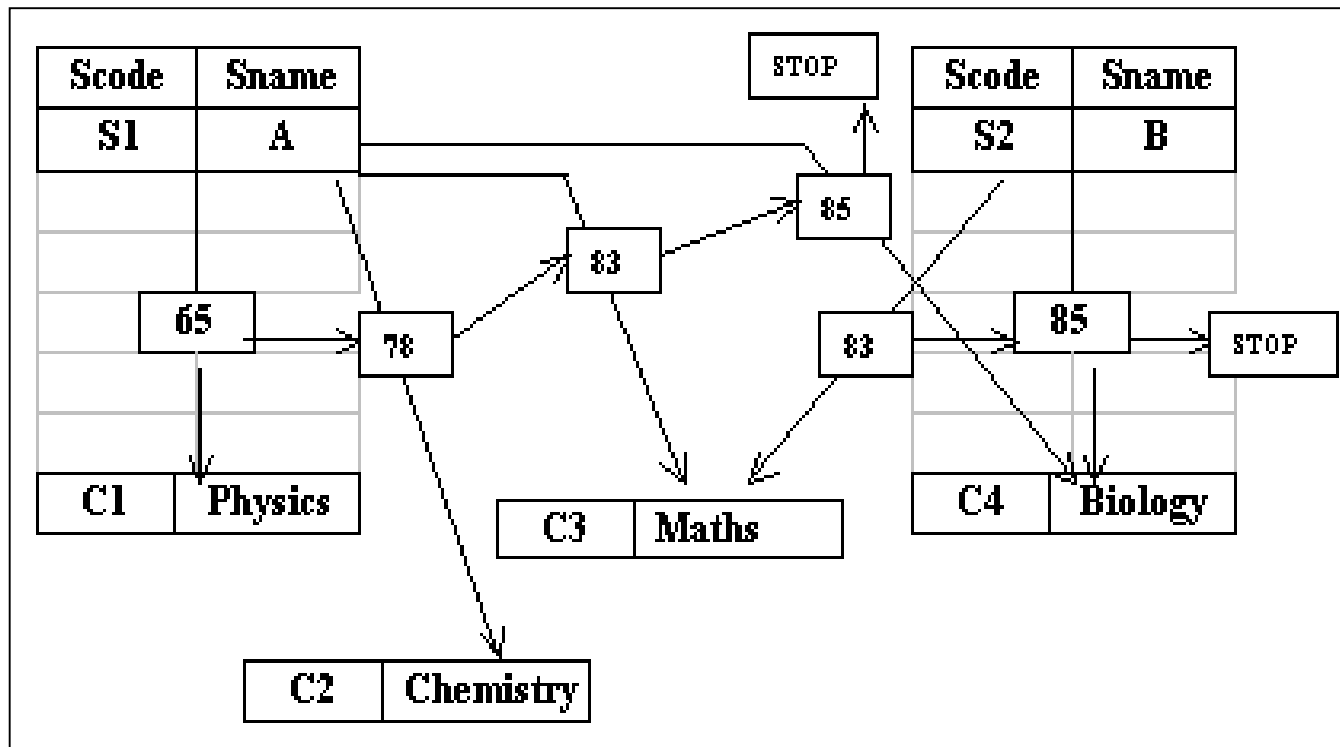 Scode Sname
S1 A
STOP
Scode Sname
S2 B
85
83
65
78
83
85
STOP
C1 Physics
C3 Maths
C4 Biology
C2 Chemistry